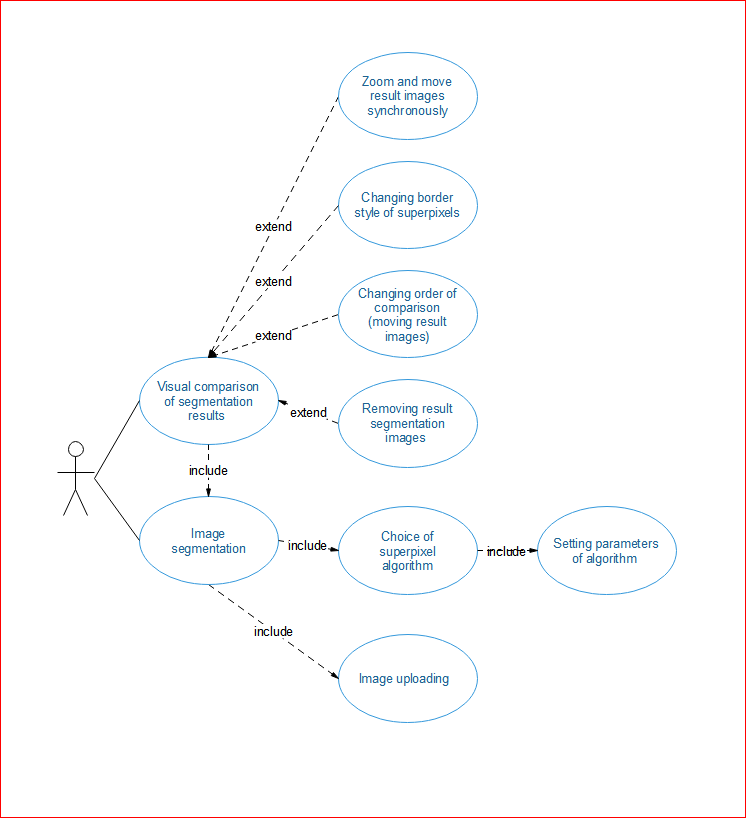 Zoom and move
result images
synchronously
Changing border
style of superpixels
extend
extend
Changing order of
comparison
(moving result
images)
extend
Visual comparison
of segmentation
results
extend
Removing result
segmentation
images
include
Image
segmentation
include
Choice of
superpixel
algorithm
include
Setting parameters
of algorithm
include
Image uploading